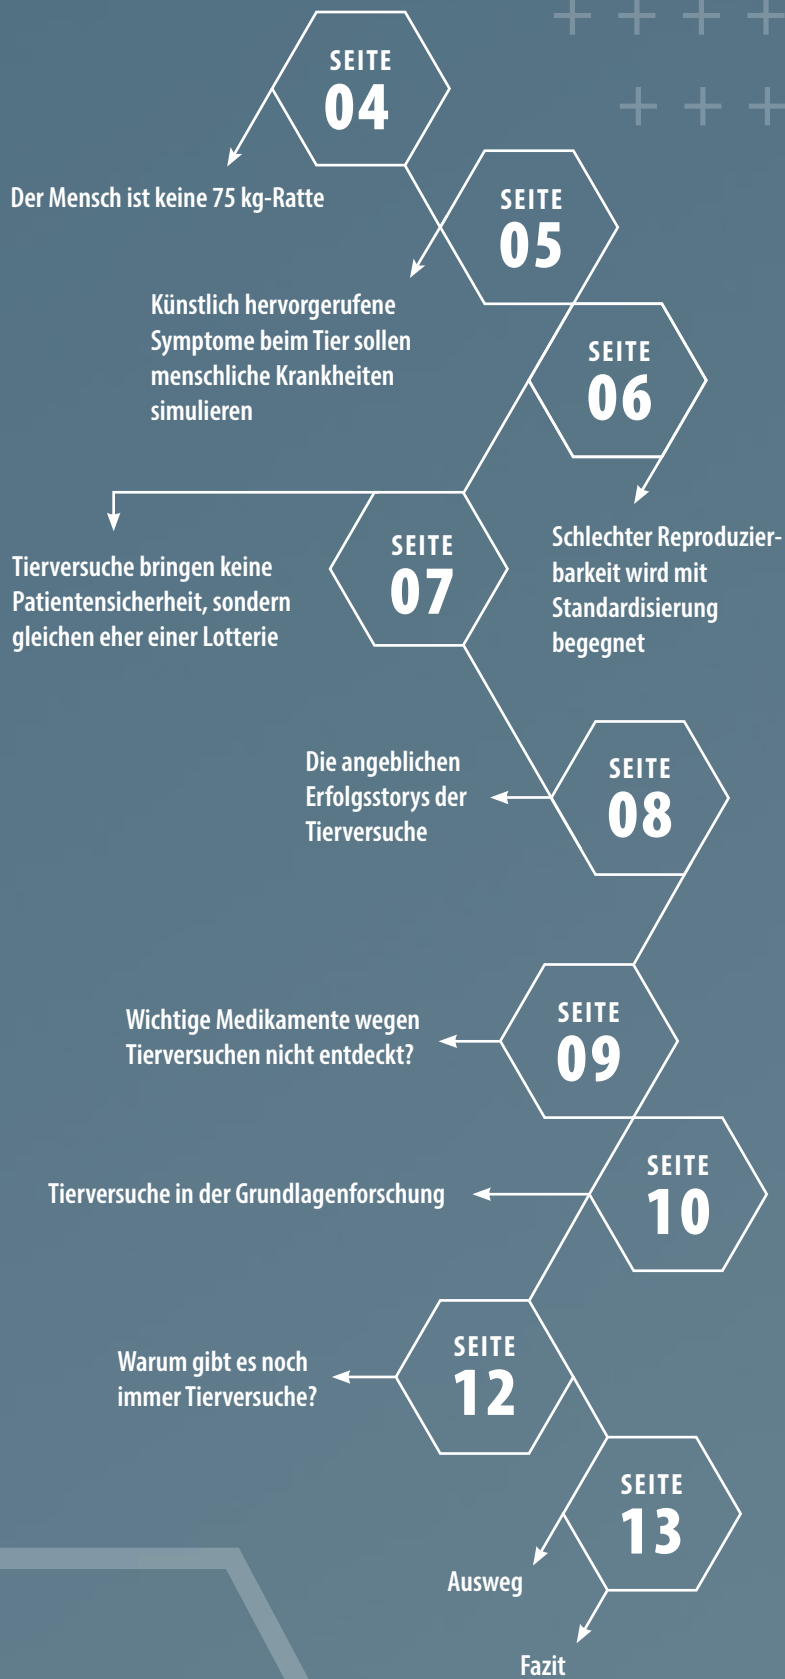 SEITE
04
Der Mensch ist keine 75 kg-Ratte
SEITE
05
Künstlich hervorgerufene
Symptome beim Tier sollen
menschliche Krankheiten
simulieren
SEITE
06
Schlechter Reproduzier-
barkeit wird mit
Standardisierung
begegnet
SEITE
07
Tierversuche bringen keine
Patientensicherheit, sondern
gleichen eher einer Lotterie
SEITE
08
Die angeblichen
Erfolgsstorys der
Tierversuche
SEITE
09
Wichtige Medikamente wegen
Tierversuchen nicht entdeckt?
SEITE
10
Tierversuche in der Grundlagenforschung
SEITE
12
Warum gibt es noch
immer Tierversuche?
SEITE
13
Ausweg
Fazit